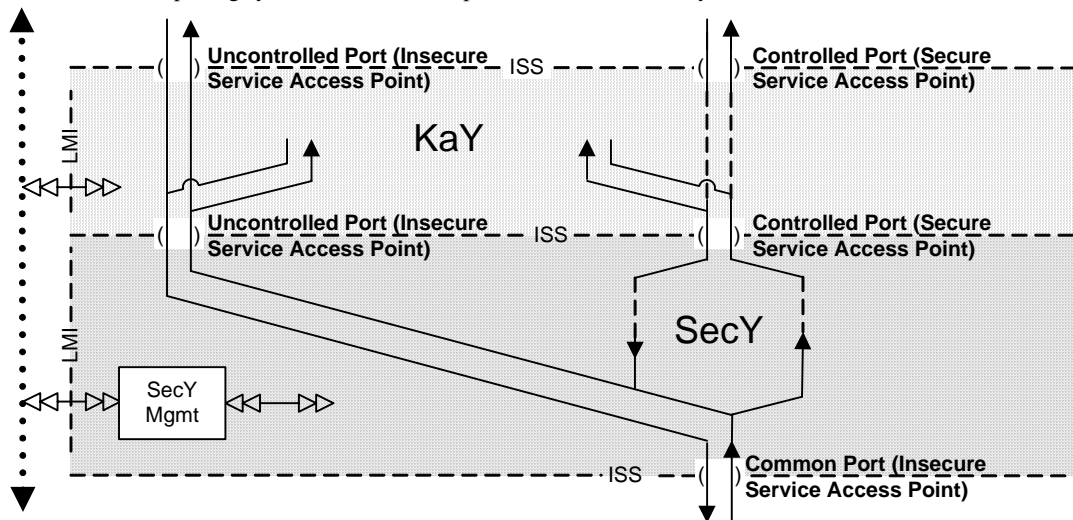 Uncontrolled Port (Insecure
Service Access Point)
ISS
Controlled Port (Secure
Service Access Point)
LMI
KaY
Uncontrolled Port (Insecure
Service Access Point)
ISS
Controlled Port (Secure
Service Access Point)
LMI
SecY
SecY
Mgmt
ISS
Common Port (Insecure
Service Access Point)